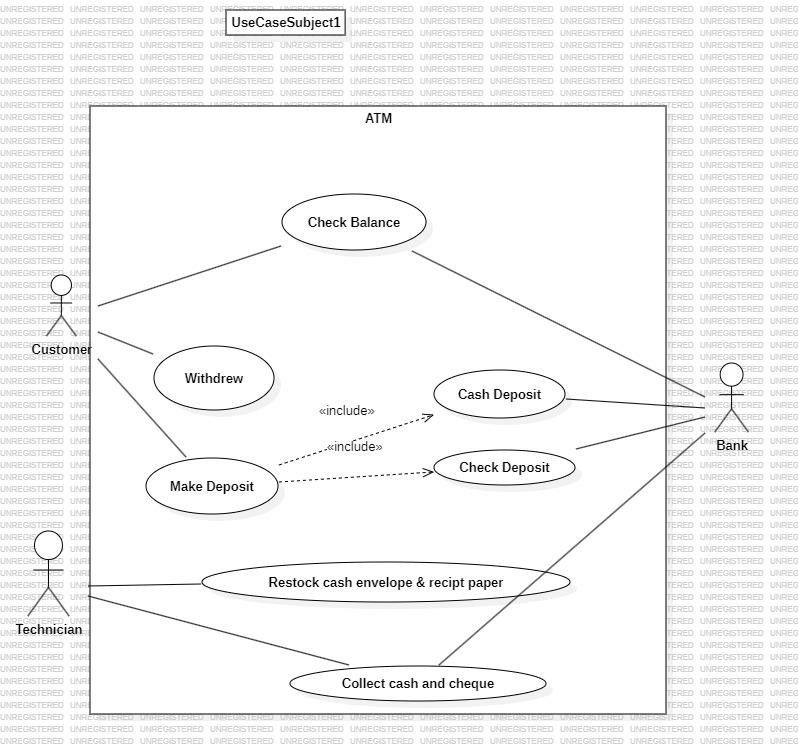 UseCaseSubject1
ATM
Check Balance
Customer
Withdrew
Cash Deposit
«include»
Bank
«include»
Check Deposit
Make Deposit
Restock cash envelope & recipt paper
Technician
Collect cash and cheque
UNREGISTERED